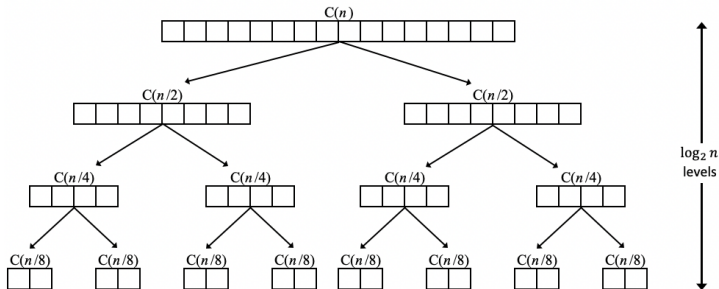 C(n)
C(n/2) C(n/2)
C(n/4) C(n/4) C(n/4) C(n/4)
log₂ n
levels
C(n/8) C(n/8) C(n/8) C(n/8) C(n/8) C(n/8) C(n/8) C(n/8)